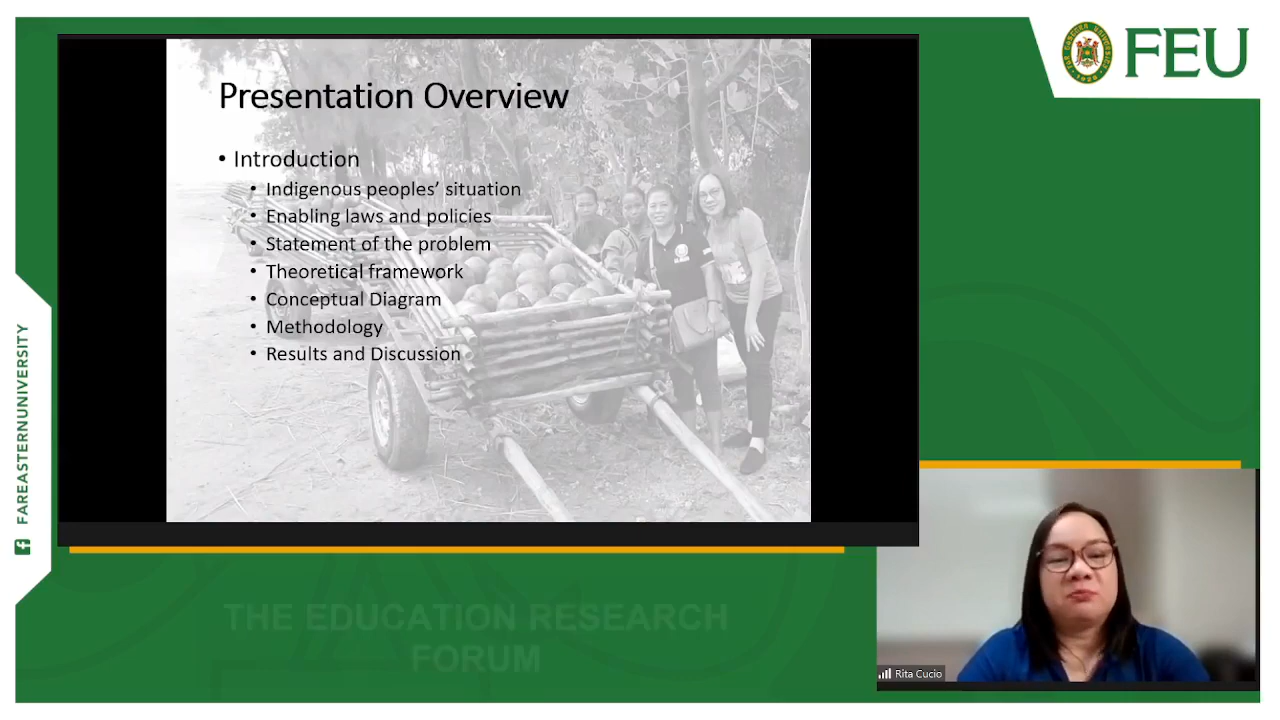 FEU
Presentation Overview
• Introduction
• Indigenous peoples’ situation
• Enabling laws and policies
• Statement of the problem
• Theoretical framework
• Conceptual Diagram
• Methodology
• Results and Discussion
FAREASTERNUNIVERSITY
THE EDUCATION RESEARCH
FORUM
Rita Cucio